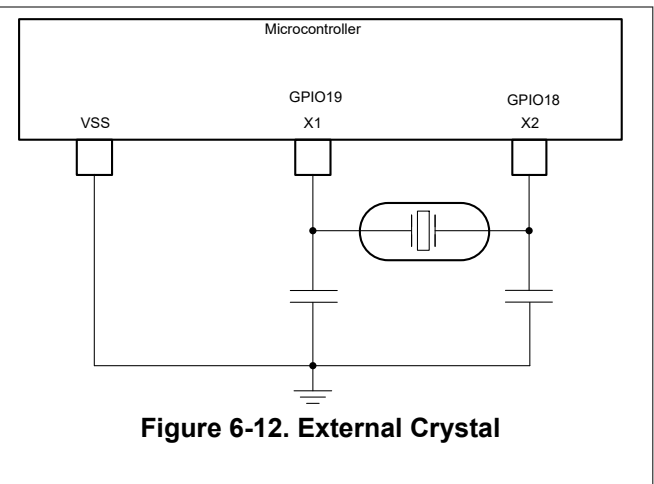 Microcontroller
GPIO19
GPIO18
VSS
X1
X2
Figure 6-12. External Crystal